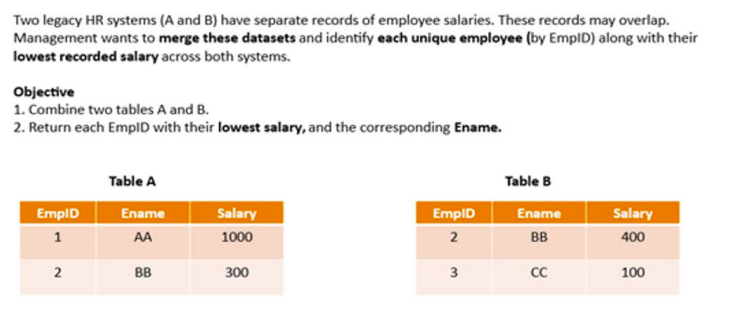 Two legacy HR systems (A and B) have separate records of employee salaries. These records may overlap.
Management wants to merge these datasets and identify each unique employee (by EmpID) along with their
lowest recorded salary across both systems.
Objective
1. Combine two tables A and B.
2. Return each EmpID with their lowest salary, and the corresponding Ename.
Table A
EmpID Ename Salary
1 AA 1000
2 BB 300
Table B
EmpID Ename Salary
2 BB 400
3 CC 100